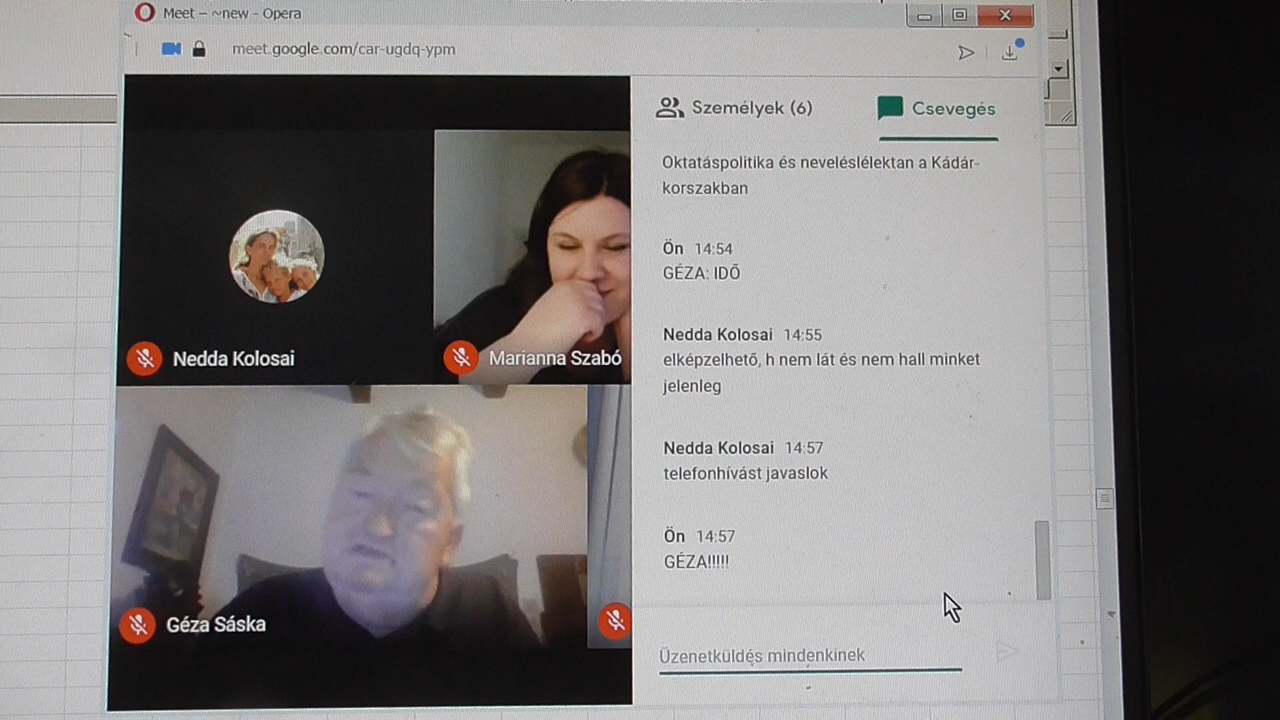 Meet – ~new - Opera
meet.google.com/car-ugdq-ypm
Személyek (6)
Csevegés
Oktatáspolitika és neveléslélektan a Kádár-
korszakban
Ön 14:54
GÉZA: IDŐ
Nedda Kolosai 14:55
elképzelhető, h nem lát és nem hall minket
jelenleg
Nedda Kolosai 14:57
telefonhívást javaslok
Ön 14:57
GÉZA!!!!!
Üzenetküldés mindenkinek
Nedda Kolosai
Marianna Szabó
Géza Sáska